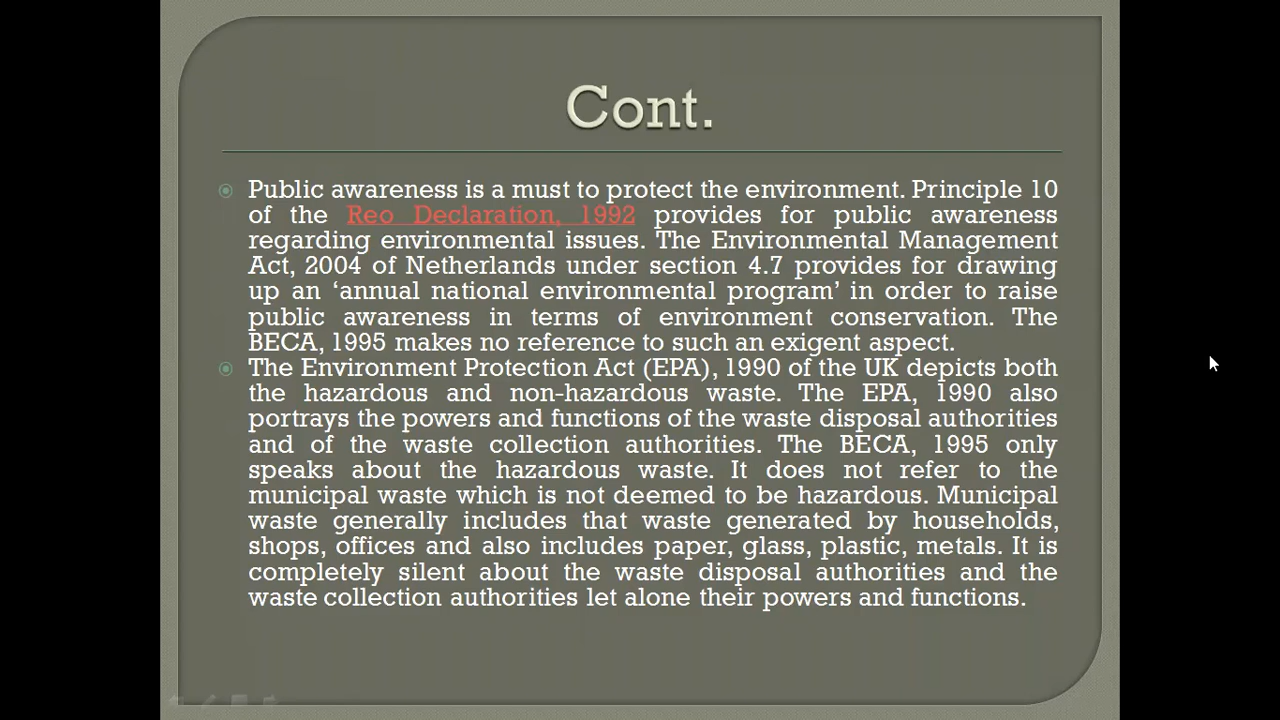 Cont.
Public awareness is a must to protect the environment. Principle 10
of the Reo Declaration, 1992 provides for public awareness
regarding environmental issues. The Environmental Management
Act, 2004 of Netherlands under section 4.7 provides for drawing
up an ‘annual national environmental program’ in order to raise
public awareness in terms of environment conservation. The
BECA, 1995 makes no reference to such an exigent aspect.
The Environment Protection Act (EPA), 1990 of the UK depicts both
the hazardous and non-hazardous waste. The EPA, 1990 also
portrays the powers and functions of the waste disposal authorities
and of the waste collection authorities. The BECA, 1995 only
speaks about the hazardous waste. It does not refer to the
municipal waste which is not deemed to be hazardous. Municipal
waste generally includes that waste generated by households,
shops, offices and also includes paper, glass, plastic, metals. It is
completely silent about the waste disposal authorities and the
waste collection authorities let alone their powers and functions.